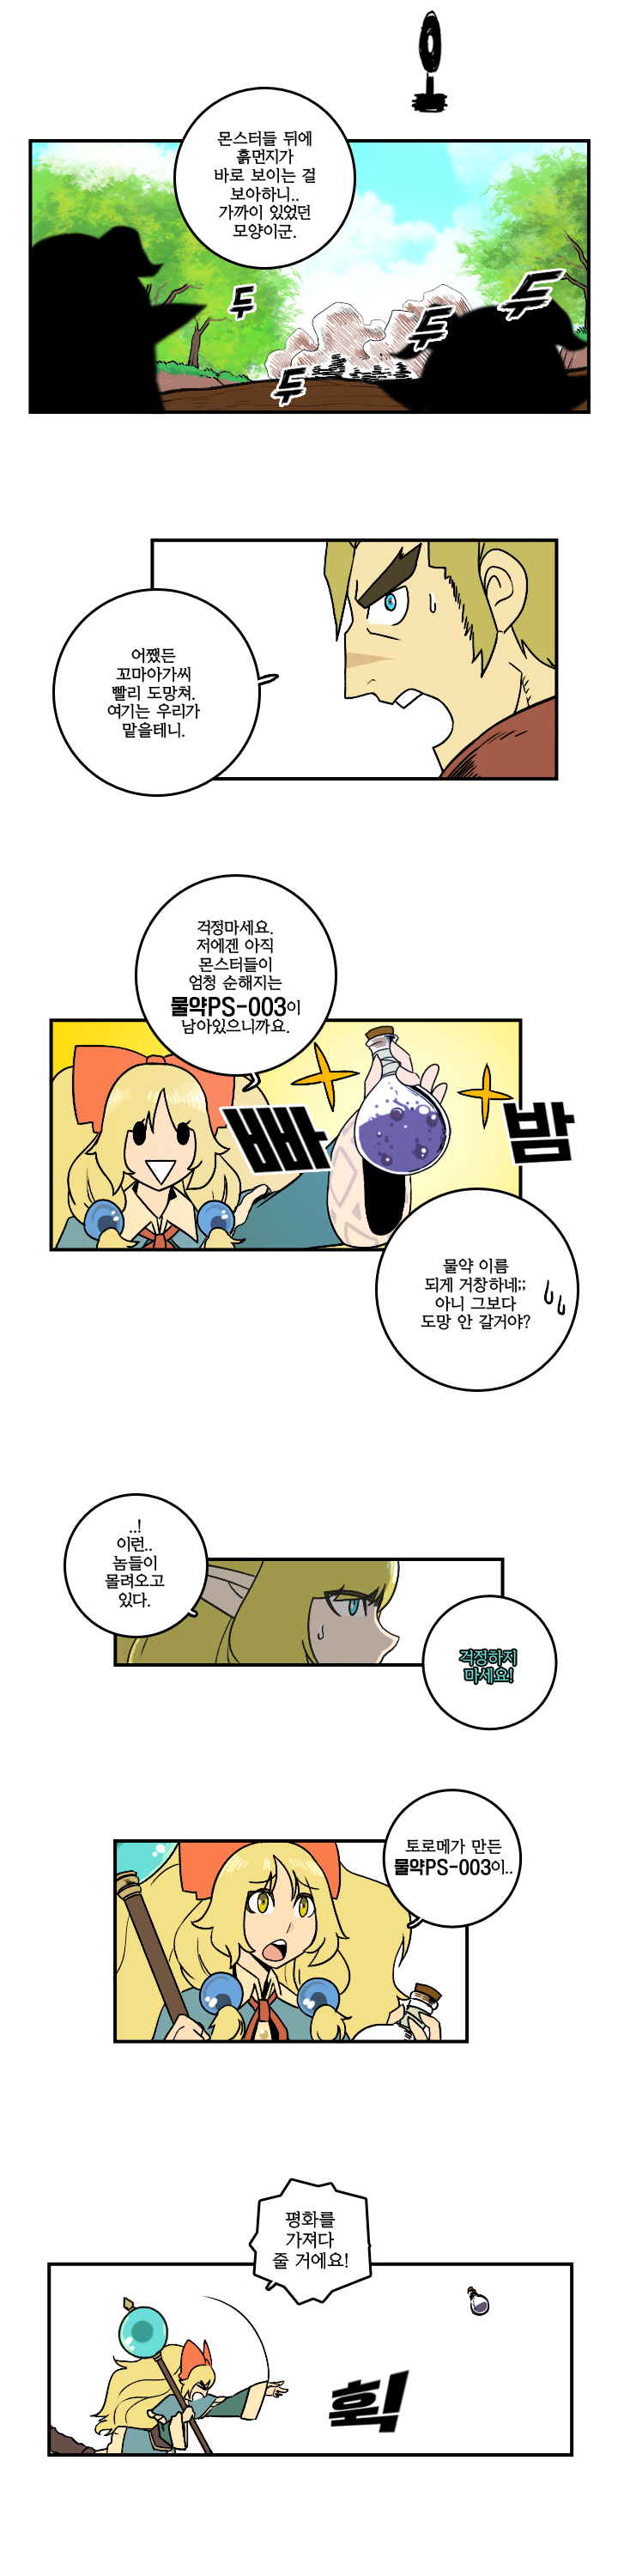 몬스터들 뒤에
흙먼지가
바로 보이는 걸
보아하니..
가까이 있었던
모양이군.
두
두
두
두
어쨌든
꼬마아가씨
빨리 도망쳐.
여기는 우리가
맡을테니.
걱정마세요.
저에겐 아직
몬스터들이
엄청 순해지는
물약PS-003이
남아있으니까요.
빠
밤
물약 이름
되게 거창하네;;
아니 그보다
도망 안 갈거야?
..!
이런..
놈들이
몰려오고
있다.
걱정하지
마세요!
토로메가 만든
물약PS-003이..
평화를
가져다
줄 거에요!
휙